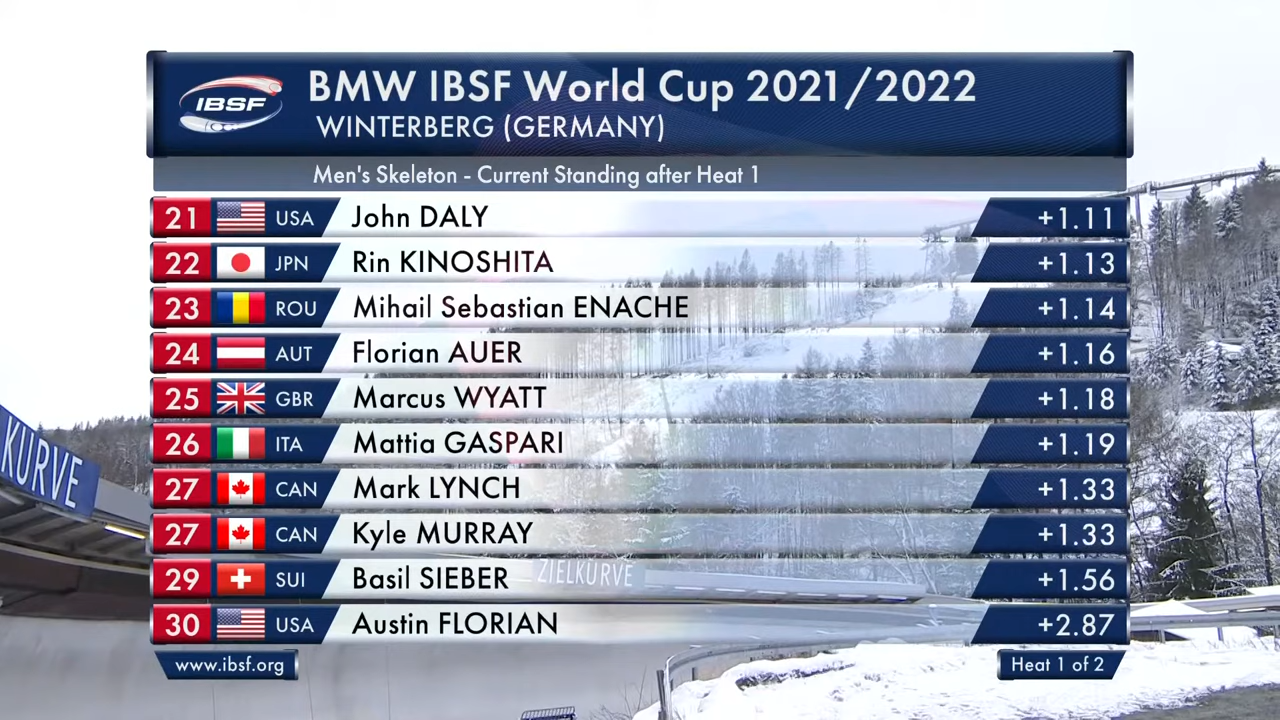 IBSF
BMW IBSF World Cup 2021/2022
WINTERBERG (GERMANY)
Men's Skeleton - Current Standing after Heat 1
21 USA John DALY +1.11
22 JPN Rin KINOSHITA +1.13
23 ROU Mihail Sebastian ENACHE +1.14
24 AUT Florian AUER +1.16
25 GBR Marcus WYATT +1.18
26 ITA Mattia GASPARI +1.19
27 CAN Mark LYNCH +1.33
27 CAN Kyle MURRAY +1.33
29 SUI Basil SIEBER +1.56
30 USA Austin FLORIAN +2.87
www.ibsf.org Heat 1 of 2
KURVE
ZIELKURVE